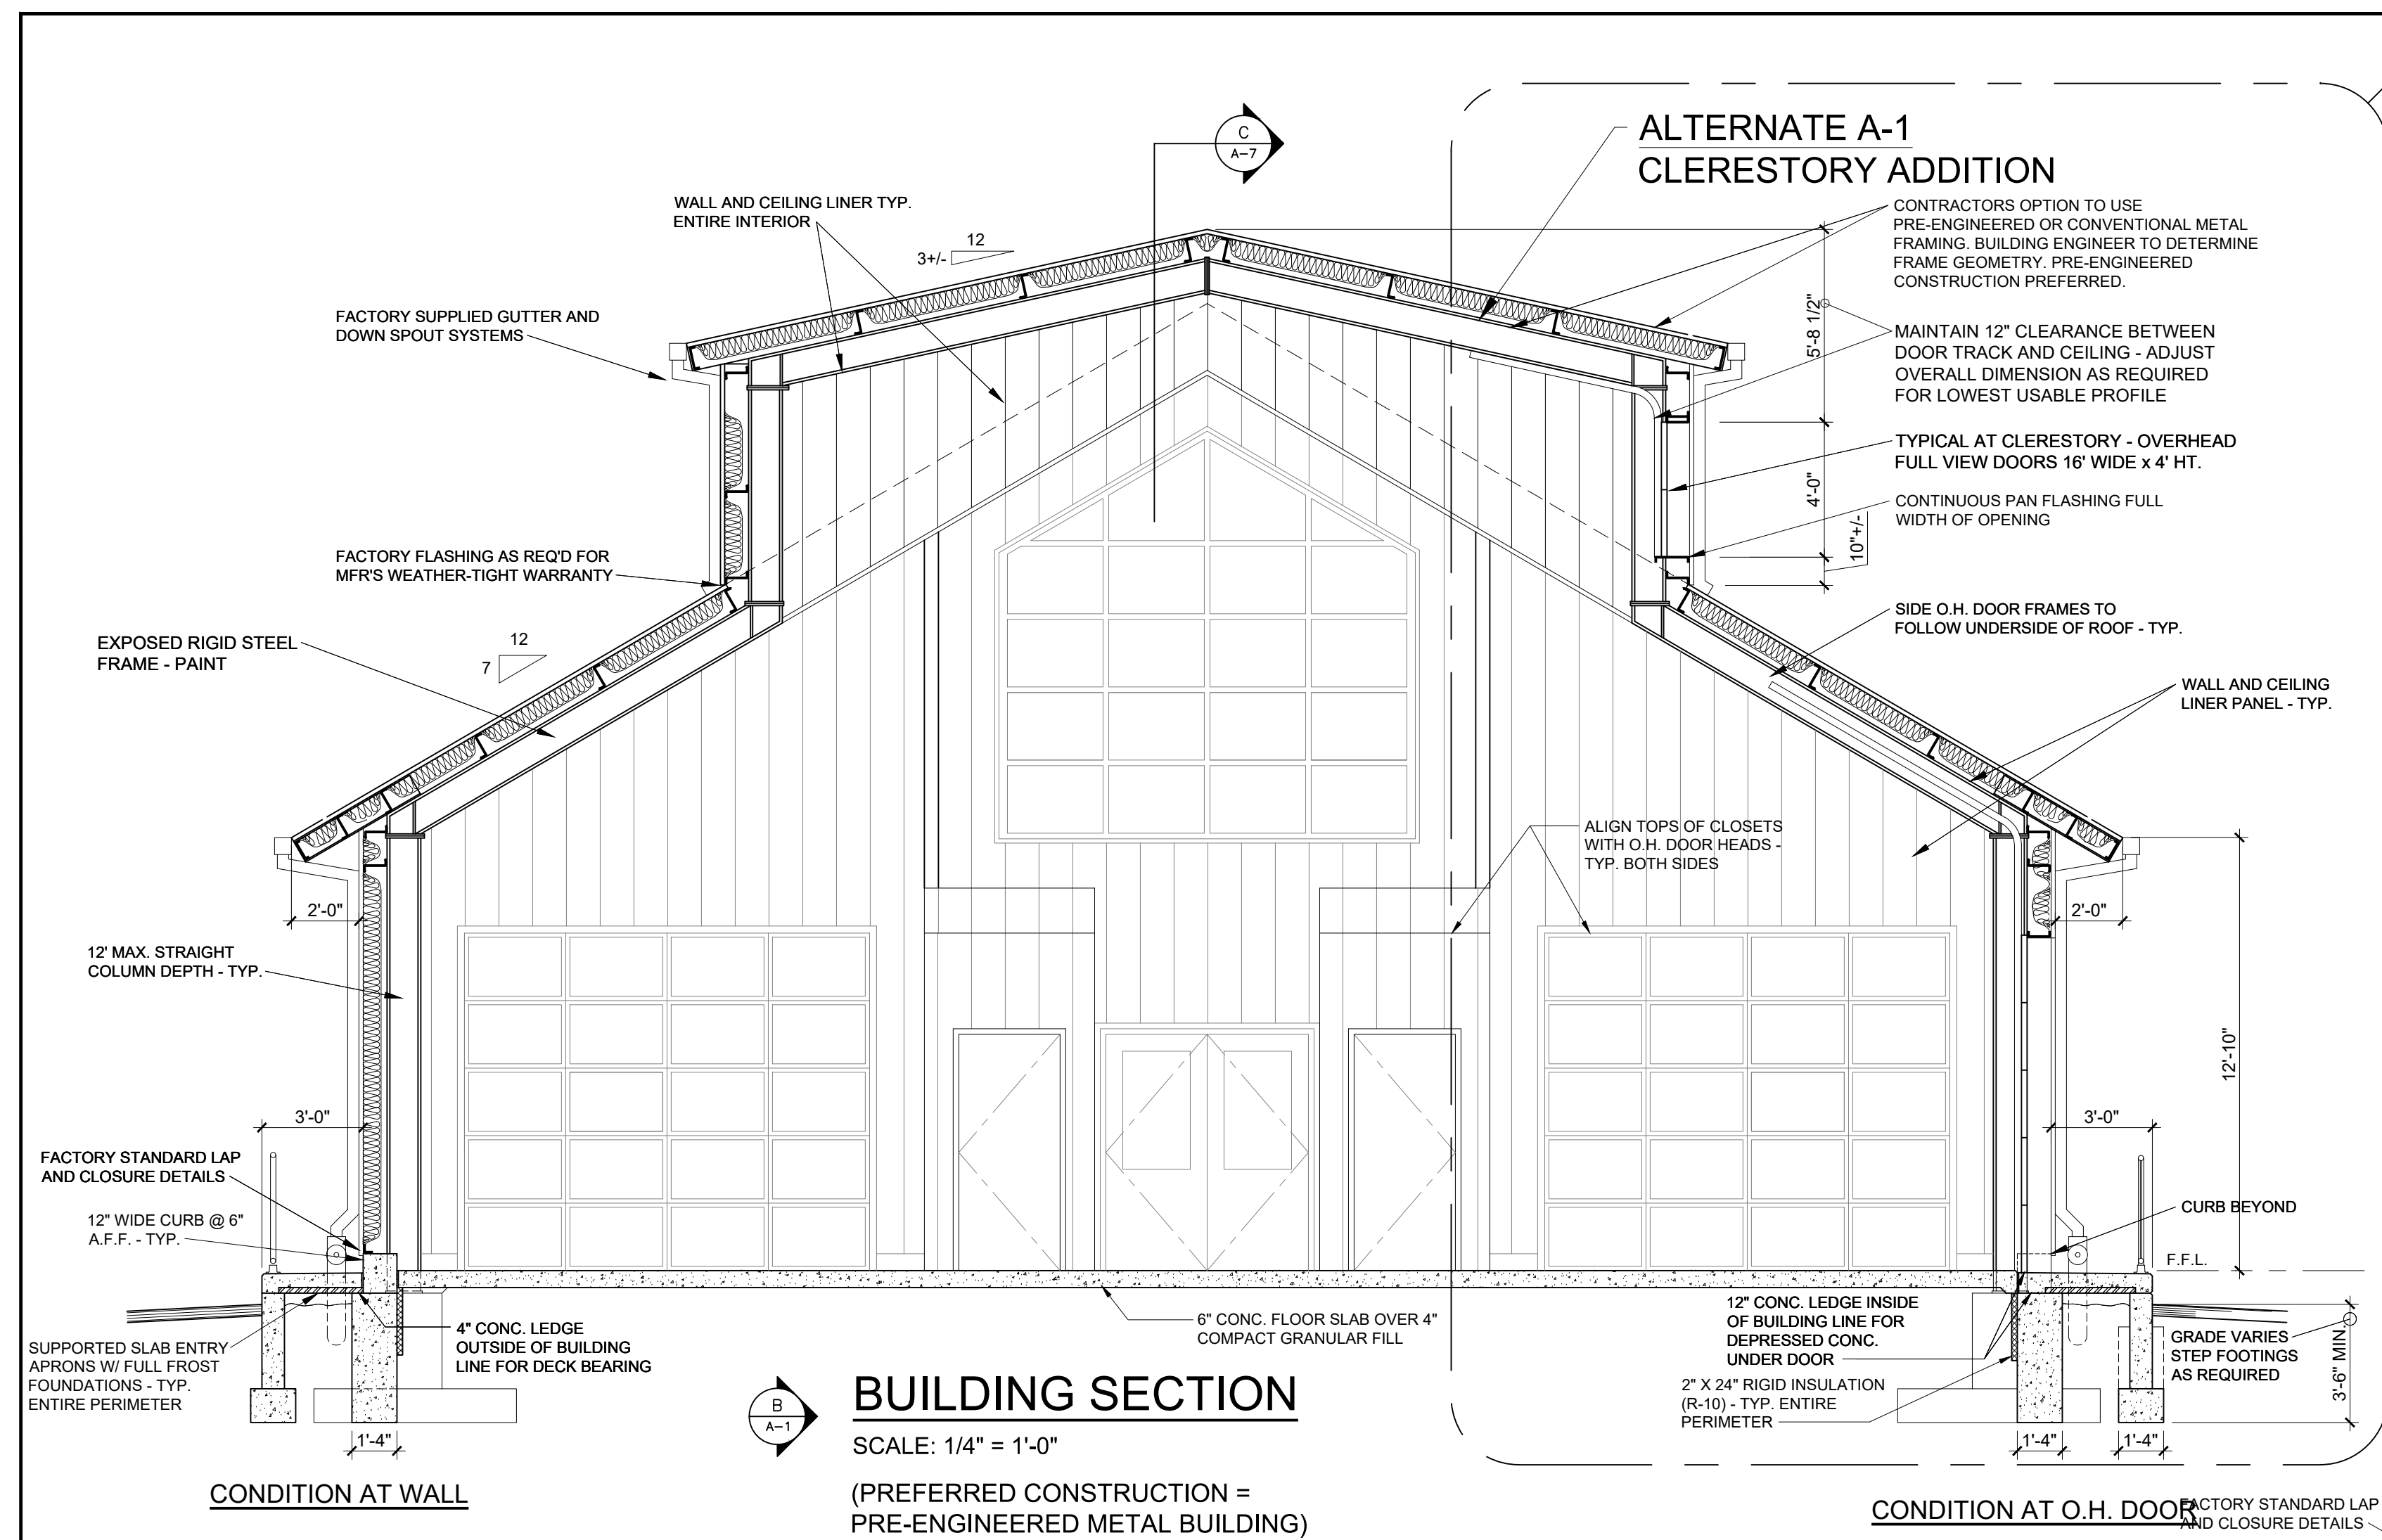 C
A-7
ALTERNATE A-1
CLERESTORY ADDITION
WALL AND CEILING LINER TYP.
ENTIRE INTERIOR
12
3+/-
CONTRACTORS OPTION TO USE
PRE-ENGINEERED OR CONVENTIONAL METAL
FRAMING. BUILDING ENGINEER TO DETERMINE
FRAME GEOMETRY. PRE-ENGINEERED
CONSTRUCTION PREFERRED.
FACTORY SUPPLIED GUTTER AND
DOWN SPOUT SYSTEMS
5'-8 1/2"
MAINTAIN 12" CLEARANCE BETWEEN
DOOR TRACK AND CEILING - ADJUST
OVERALL DIMENSION AS REQUIRED
FOR LOWEST USABLE PROFILE
TYPICAL AT CLERESTORY - OVERHEAD
FULL VIEW DOORS 16' WIDE x 4' HT.
4'-0"
CONTINUOUS PAN FLASHING FULL
WIDTH OF OPENING
10"+/-
FACTORY FLASHING AS REQ'D FOR
MFR'S WEATHER-TIGHT WARRANTY
SIDE O.H. DOOR FRAMES TO
FOLLOW UNDERSIDE OF ROOF - TYP.
EXPOSED RIGID STEEL
FRAME - PAINT
12
7
WALL AND CEILING
LINER PANEL - TYP.
ALIGN TOPS OF CLOSETS
WITH O.H. DOOR HEADS -
TYP. BOTH SIDES
2'-0"
2'-0"
12' MAX. STRAIGHT
COLUMN DEPTH - TYP.
12'-10"
3'-0"
3'-0"
FACTORY STANDARD LAP
AND CLOSURE DETAILS
12" WIDE CURB @ 6"
A.F.F. - TYP.
CURB BEYOND
F.F.L.
SUPPORTED SLAB ENTRY
APRONS W/ FULL FROST
FOUNDATIONS - TYP.
ENTIRE PERIMETER
4" CONC. LEDGE
OUTSIDE OF BUILDING
LINE FOR DECK BEARING
6" CONC. FLOOR SLAB OVER 4"
COMPACT GRANULAR FILL
12" CONC. LEDGE INSIDE
OF BUILDING LINE FOR
DEPRESSED CONC.
UNDER DOOR
2" X 24" RIGID INSULATION
(R-10) - TYP. ENTIRE
PERIMETER
GRADE VARIES
STEP FOOTINGS
AS REQUIRED
3'-6" MIN.
1'-4"
1'-4"
1'-4"
B
A-1
BUILDING SECTION
SCALE: 1/4" = 1'-0"
(PREFERRED CONSTRUCTION =
PRE-ENGINEERED METAL BUILDING)
CONDITION AT WALL
CONDITION AT O.H. DOOR
FACTORY STANDARD LAP
AND CLOSURE DETAILS